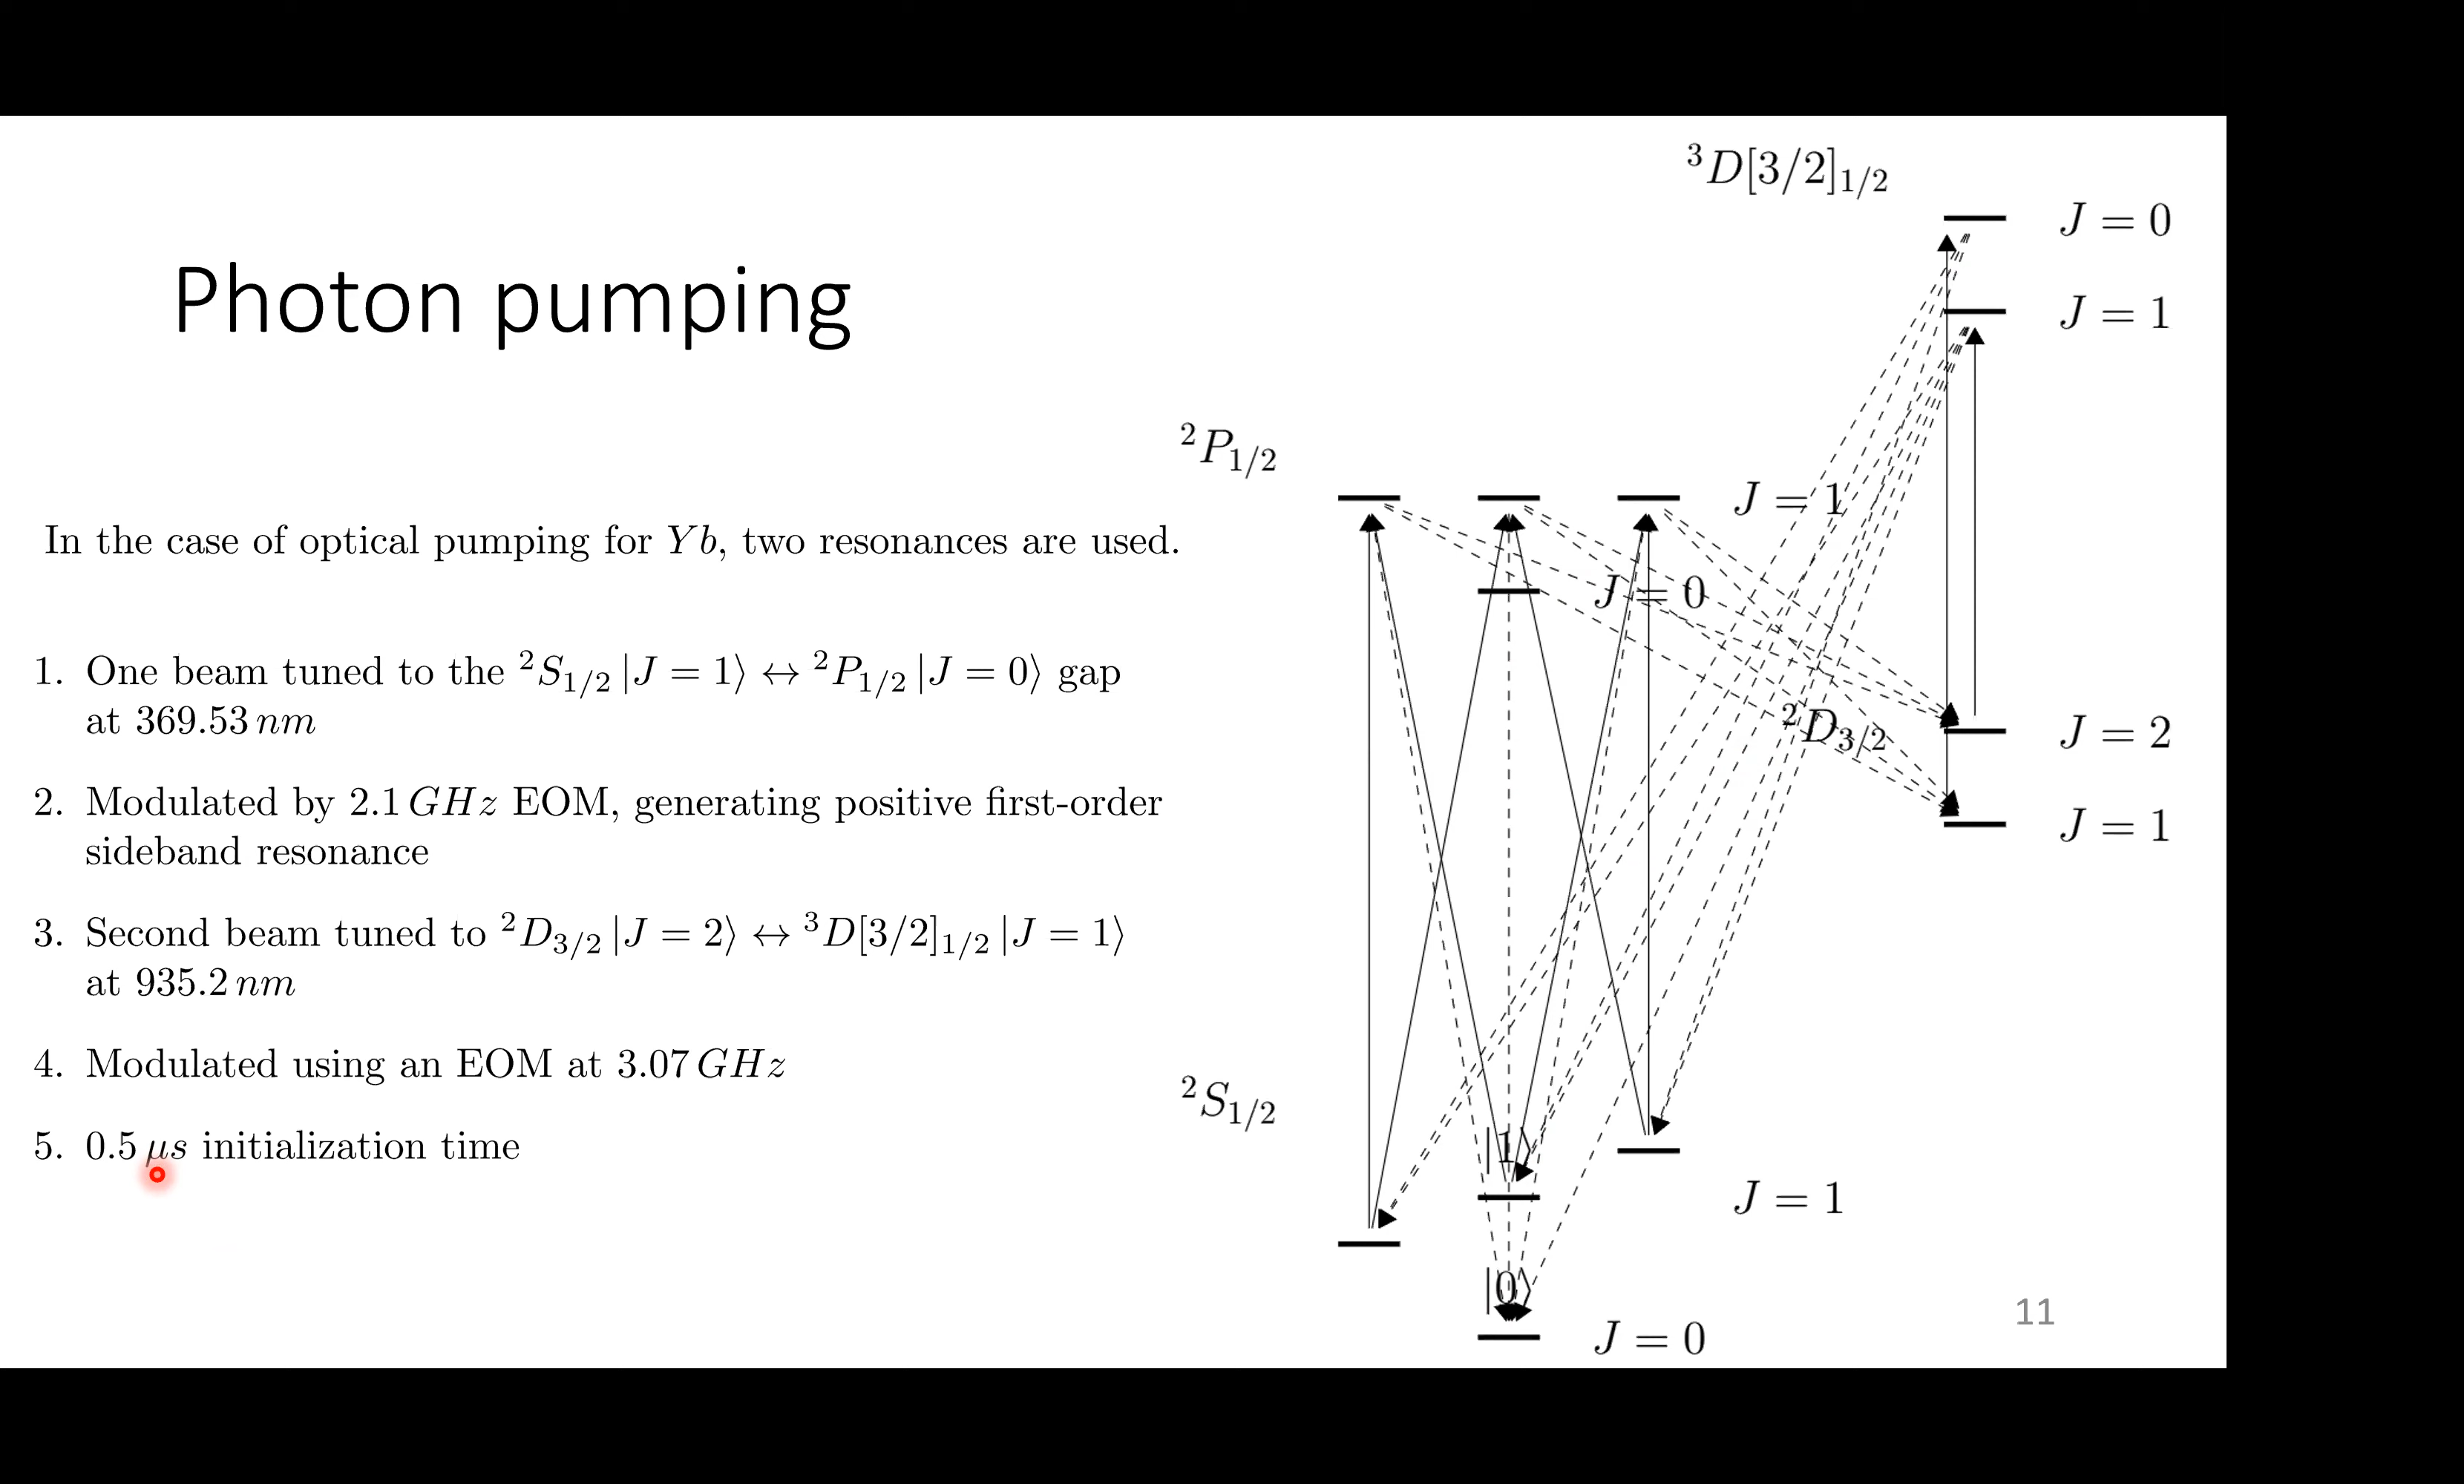 Photon pumping
In the case of optical pumping for Yb, two resonances are used.
1. One beam tuned to the ²S₁/₂ |J = 1⟩ ↔ ²P₁/₂ |J = 0⟩ gap
at 369.53 nm
2. Modulated by 2.1 GHz EOM, generating positive first-order
sideband resonance
3. Second beam tuned to ²D₃/₂ |J = 2⟩ ↔ ³D[3/2]₁/₂ |J = 1⟩
at 935.2 nm
4. Modulated using an EOM at 3.07 GHz
5. 0.5 μs initialization time
³D[3/2]₁/₂
J = 0
J = 1
²P₁/₂
J = 1
J = 0
²D₃/₂
J = 2
J = 1
²S₁/₂
|1⟩
J = 1
|0⟩
J = 0
11